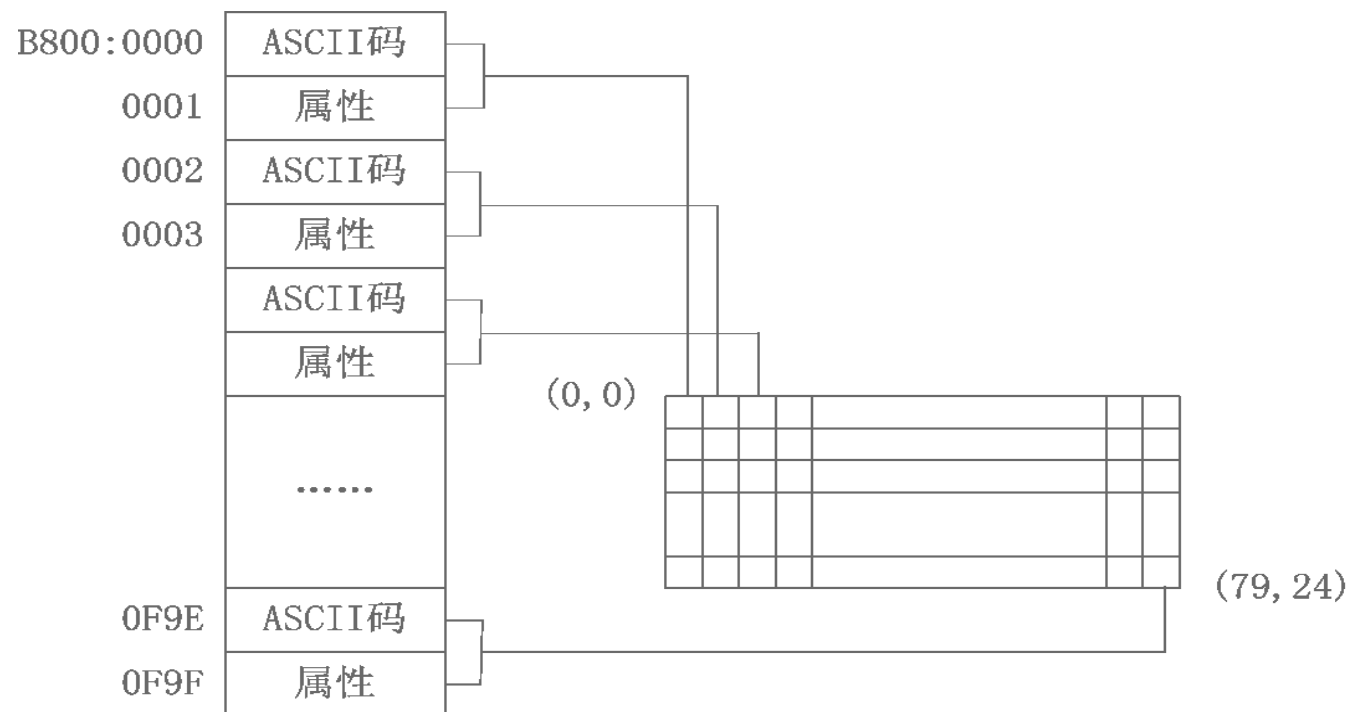 B800:0000 ASCII码
0001 属性
0002 ASCII码
0003 属性
ASCII码
属性
(0,0)
……
(79,24)
0F9E ASCII码
0F9F 属性